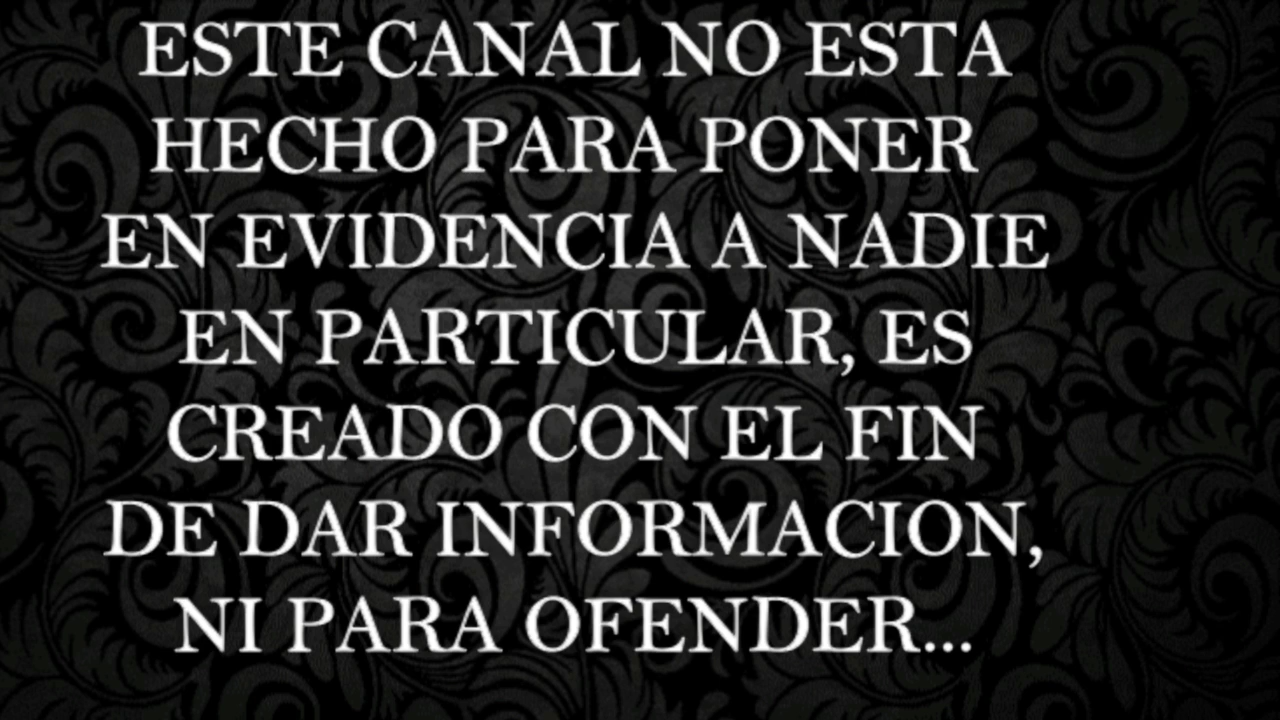 ESTE CANAL NO ESTA
HECHO PARA PONER
EN EVIDENCIA A NADIE
EN PARTICULAR, ES
CREADO CON EL FIN
DE DAR INFORMACION,
NI PARA OFENDER...